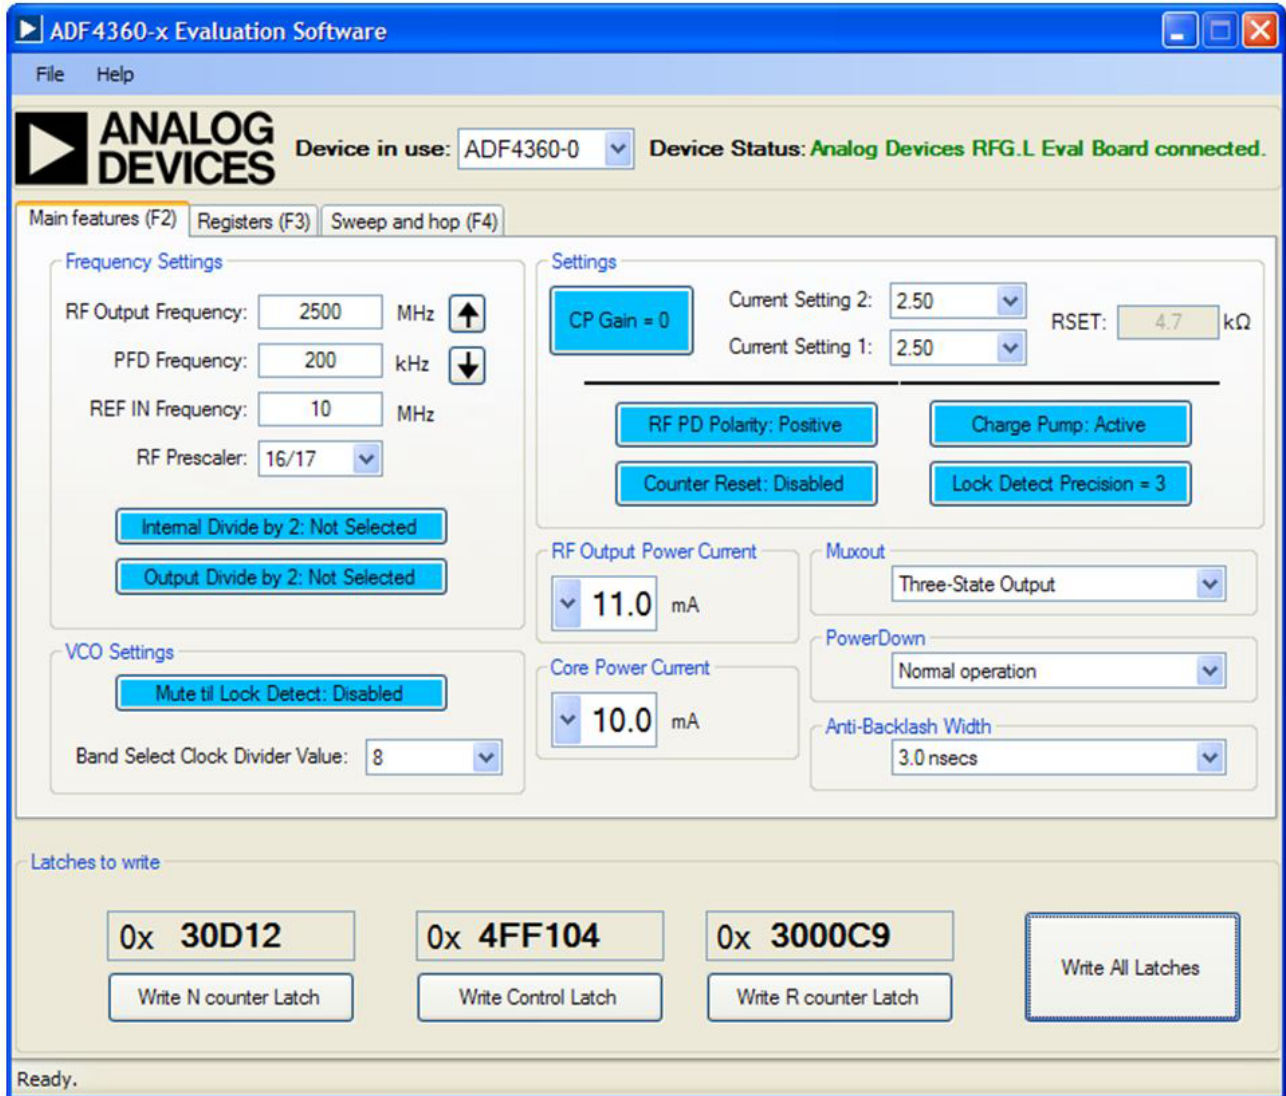 ADF4360-x Evaluation Software
File Help
ANALOG
DEVICES
Device in use: ADF4360-0 Device Status: Analog Devices RFG.L Eval Board connected.
Main features (F2) Registers (F3) Sweep and hop (F4)
Frequency Settings
RF Output Frequency: 2500 MHz
PFD Frequency: 200 kHz
REF IN Frequency: 10 MHz
RF Prescaler: 16/17
Internal Divide by 2: Not Selected
Output Divide by 2: Not Selected
VCO Settings
Mute til Lock Detect: Disabled
Band Select Clock Divider Value: 8
Settings
CP Gain = 0
Current Setting 2: 2.50
Current Setting 1: 2.50
RSET: 4.7 kΩ
RF PD Polarity: Positive Charge Pump: Active
Counter Reset: Disabled Lock Detect Precision = 3
RF Output Power Current
11.0 mA
Core Power Current
10.0 mA
Muxout
Three-State Output
PowerDown
Normal operation
Anti-Backlash Width
3.0 nsecs
Latches to write
0x 30D12 0x 4FF104 0x 3000C9
Write N counter Latch Write Control Latch Write R counter Latch
Write All Latches
Ready.